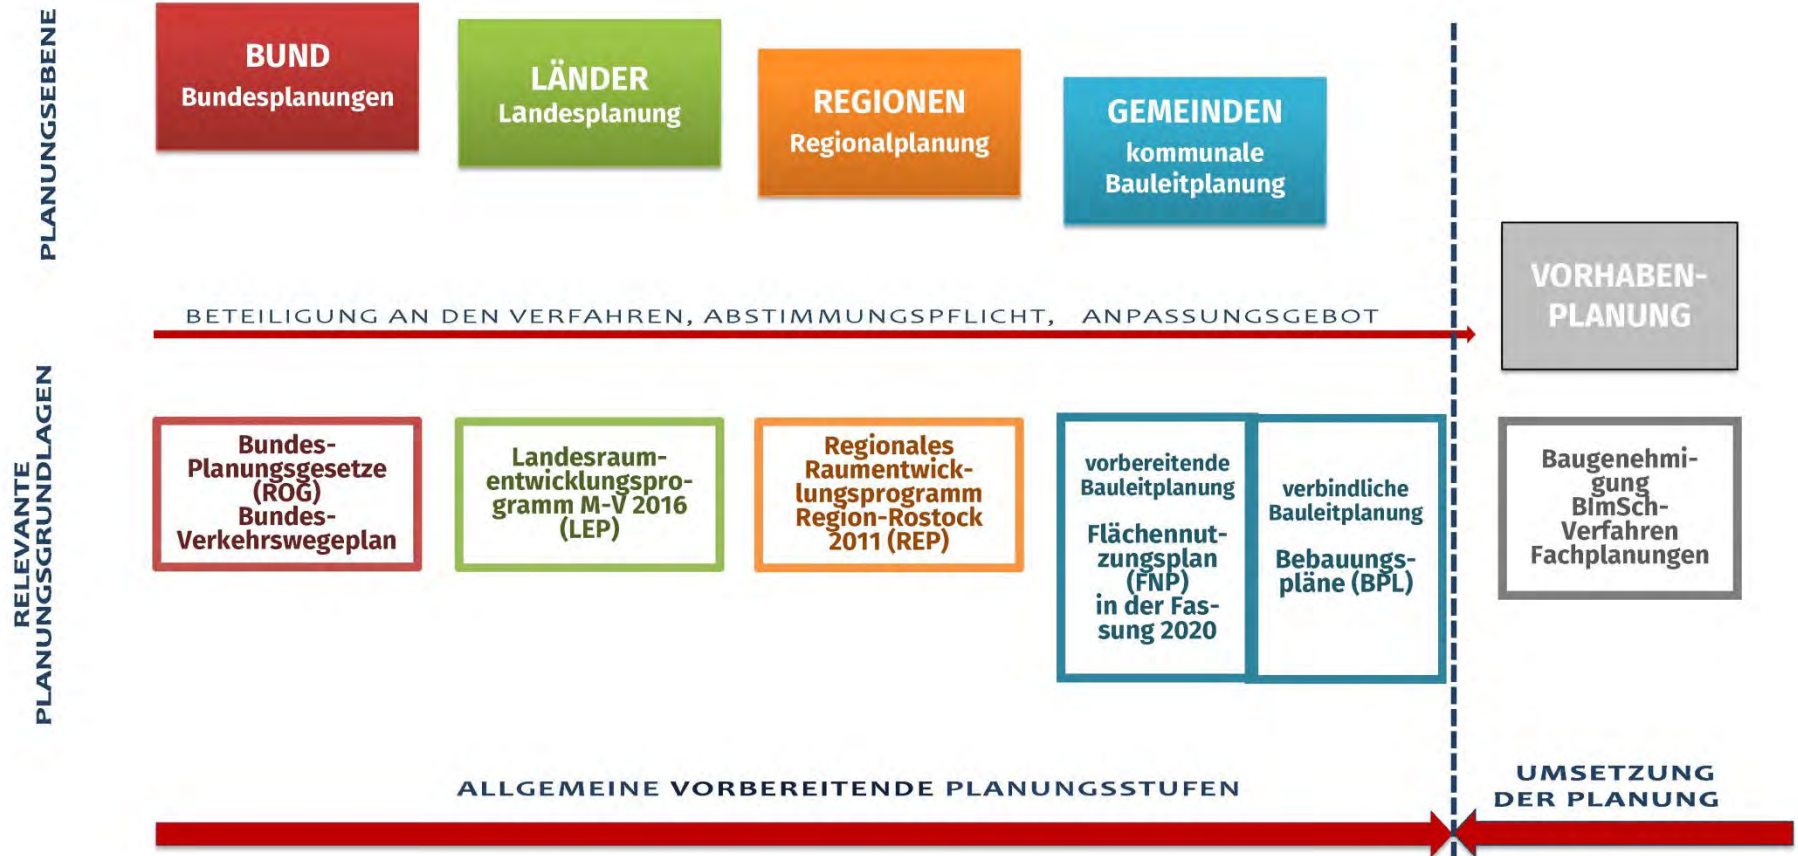 PLANUNGSEBENE
BUND
Bundesplanungen
LÄNDER
Landesplanung
REGIONEN
Regionalplanung
GEMEINDEN
kommunale
Bauleitplanung
VORHABEN-
PLANUNG
BETEILIGUNG AN DEN VERFAHREN, ABSTIMMUNGSPFLICHT, ANPASSUNGSGEBOT
RELEVANTE
PLANUNGSGRUNDLAGEN
Bundes-
Planungsgesetze
(ROG)
Bundes-
Verkehrswegeplan
Landesraum-
entwicklungspro-
gramm M-V 2016
(LEP)
Regionales
Raumentwick-
lungsprogramm
Region-Rostock
2011 (REP)
vorbereitende
Bauleitplanung
Flächennut-
zungsplan
(FNP)
in der Fas-
sung 2020
verbindliche
Bauleitplanung
Bebauungs-
pläne (BPL)
Baugenehmi-
gung
BImSch-
Verfahren
Fachplanungen
ALLGEMEINE VORBEREITENDE PLANUNGSSTUFEN
UMSETZUNG
DER PLANUNG